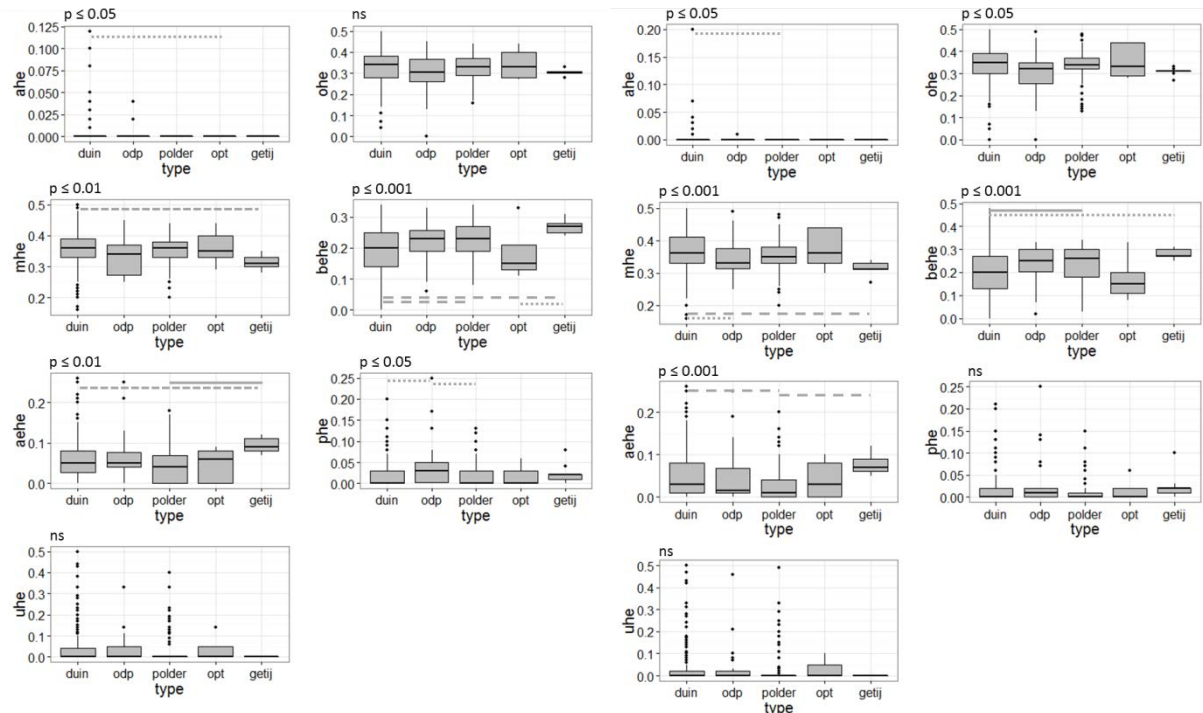 p ≤ 0.05
ahe
0.125
0.100
0.075
0.050
0.025
0.000
duin odp polder opt getij
type
ns
ohe
0.5
0.4
0.3
0.2
0.1
0.0
duin odp polder opt getij
type
p ≤ 0.05
ahe
0.20
0.15
0.10
0.05
0.00
duin odp polder opt getij
type
p ≤ 0.05
ohe
0.5
0.4
0.3
0.2
0.1
0.0
duin odp polder opt getij
type
p ≤ 0.01
mhe
0.5
0.4
0.3
0.2
duin odp polder opt getij
type
p ≤ 0.001
behe
0.3
0.2
0.1
0.0
duin odp polder opt getij
type
p ≤ 0.001
mhe
0.5
0.4
0.3
0.2
duin odp polder opt getij
type
p ≤ 0.001
behe
0.5
0.4
0.3
0.2
0.1
0.0
duin odp polder opt getij
type
p ≤ 0.01
aehe
0.2
0.1
0.0
duin odp polder opt getij
type
p ≤ 0.05
phe
0.25
0.20
0.15
0.10
0.05
0.00
duin odp polder opt getij
type
p ≤ 0.001
aehe
0.2
0.1
0.0
duin odp polder opt getij
type
ns
phe
0.25
0.20
0.15
0.10
0.05
0.00
duin odp polder opt getij
type
ns
uhe
0.5
0.4
0.3
0.2
0.1
0.0
duin odp polder opt getij
type
ns
uhe
0.5
0.4
0.3
0.2
0.1
0.0
duin odp polder opt getij
type